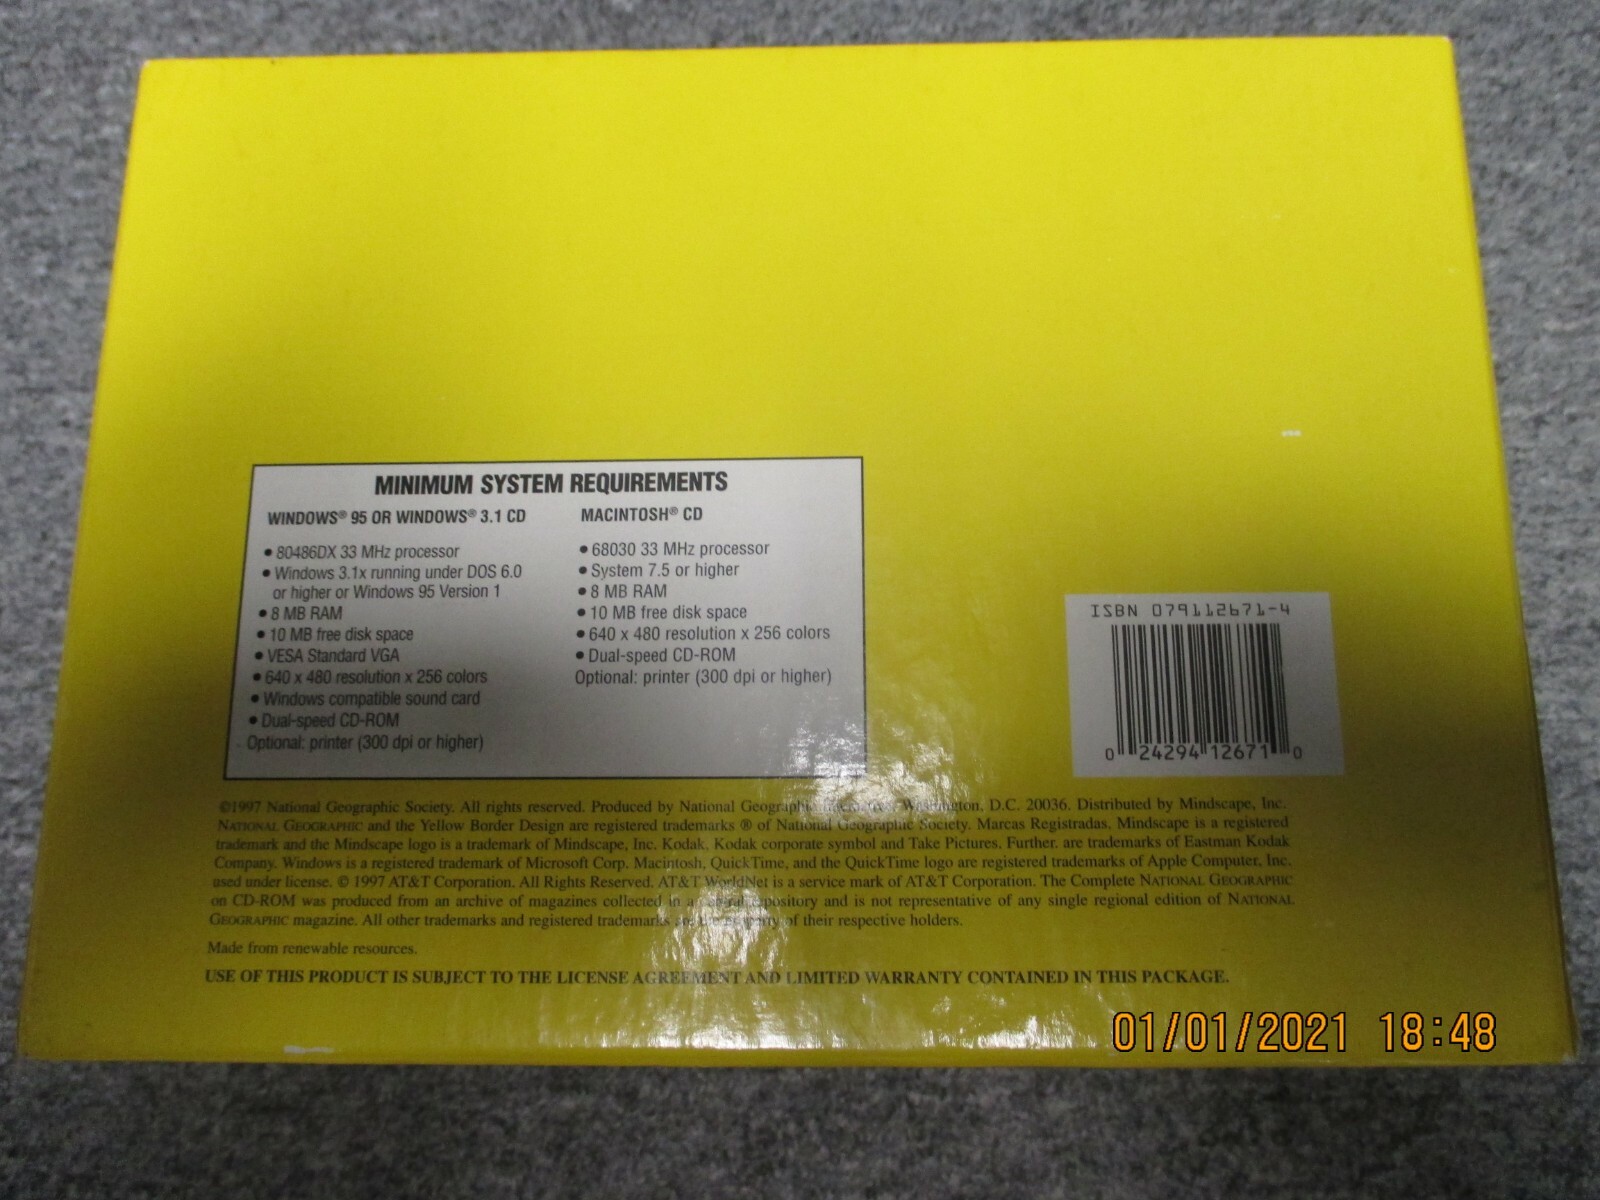 MINIMUM SYSTEM REQUIREMENTS
WINDOWS® 95 OR WINDOWS® 3.1 CD
• 80486DX 33 MHz processor
• Windows 3.1x running under DOS 6.0
or higher or Windows 95 Version 1
• 8 MB RAM
• 10 MB free disk space
• VESA Standard VGA
• 640 x 480 resolution x 256 colors
• Windows compatible sound card
• Dual-speed CD-ROM
Optional: printer (300 dpi or higher)
MACINTOSH® CD
• 68030 33 MHz processor
• System 7.5 or higher
• 8 MB RAM
• 10 MB free disk space
• 640 x 480 resolution x 256 colors
• Dual-speed CD-ROM
Optional: printer (300 dpi or higher)
ISBN 079112671-4
0 24294 12671 0
©1997 National Geographic Society. All rights reserved. Produced by National Geographic Washington, D.C. 20036. Distributed by Mindscape, Inc.
NATIONAL GEOGRAPHIC and the Yellow Border Design are registered trademarks ® of National Geographic Society. Marcas Registradas, Mindscape is a registered
trademark and the Mindscape logo is a trademark of Mindscape, Inc. Kodak, Kodak corporate symbol and Take Pictures. Further. are trademarks of Eastman Kodak
Company. Windows is a registered trademark of Microsoft Corp. Macintosh, QuickTime, and the QuickTime logo are registered trademarks of Apple Computer, Inc.
used under license. © 1997 AT&T Corporation. All Rights Reserved. AT&T WorldNet is a service mark of AT&T Corporation. The Complete NATIONAL GEOGRAPHIC
on CD-ROM was produced from an archive of magazines collected in a repository and is not representative of any single regional edition of NATIONAL
GEOGRAPHIC magazine. All other trademarks and registered trademarks are the property of their respective holders.
Made from renewable resources.
USE OF THIS PRODUCT IS SUBJECT TO THE LICENSE AGREEMENT AND LIMITED WARRANTY CONTAINED IN THIS PACKAGE.
01/01/2021 18:48